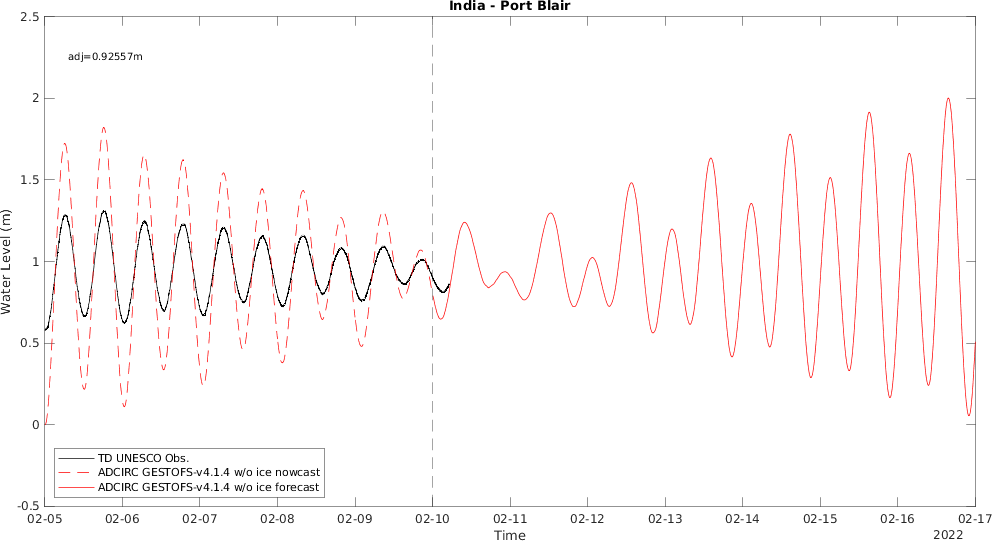 India - Port Blair
2.5
adj=0.92557m
2
1.5
1
0.5
0
-0.5
Water Level (m)
TD UNESCO Obs.
ADCIRC GESTOFS-v4.1.4 w/o ice nowcast
ADCIRC GESTOFS-v4.1.4 w/o ice forecast
02-05 02-06 02-07 02-08 02-09 02-10 02-11 02-12 02-13 02-14 02-15 02-16 02-17
Time
2022